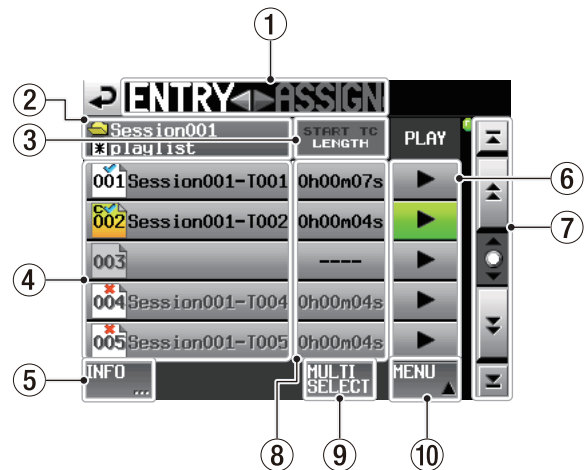 ①
ENTRY ASSIGN
② Session001
*playlist
③ START TC
LENGTH
PLAY
001 Session001-T001 0h00m07s
⑥
C 002 Session001-T002 0h00m04s
⑦
④ 003 ----
004 Session001-T004 0h00m04s
005 Session001-T005 0h00m04s
⑤ INFO ...
MULTI
SELECT
MENU
⑧ ⑨ ⑩